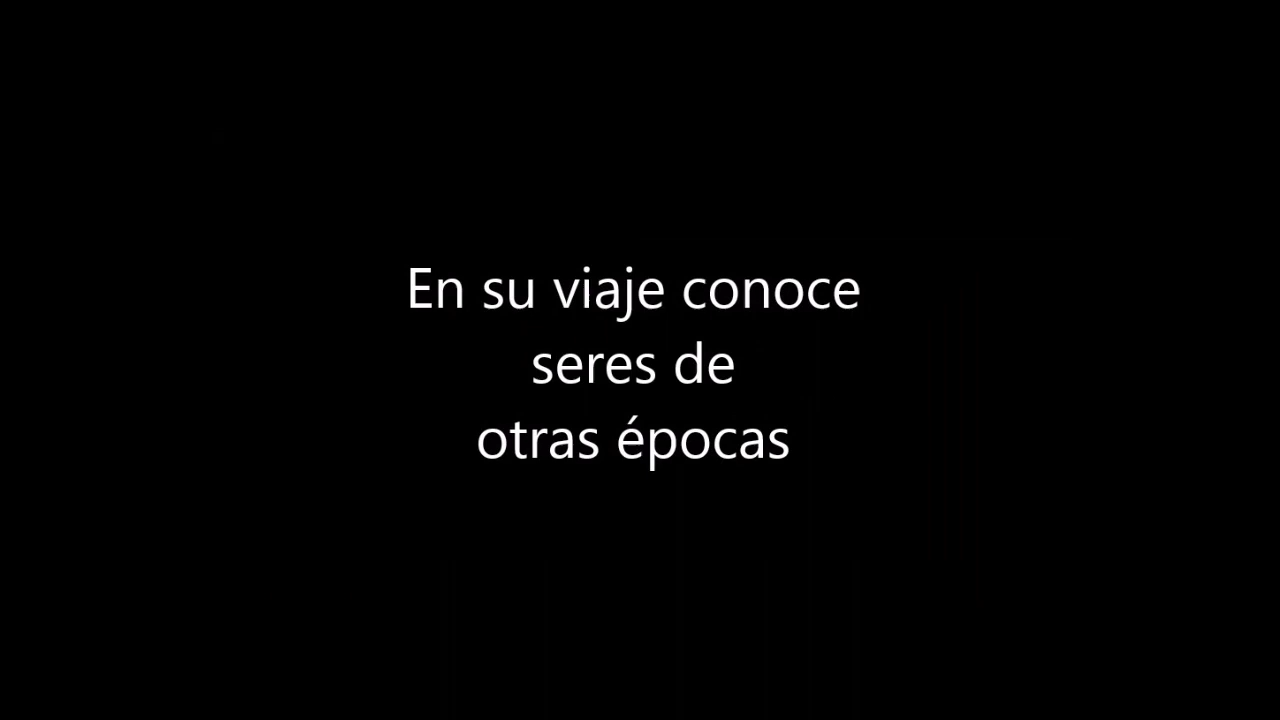 En su viaje conoce
seres de
otras épocas